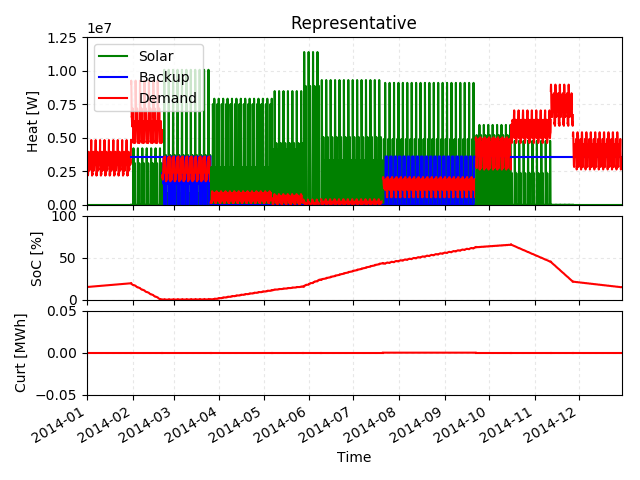 Representative
1e7
Heat [W]
1.25
1.00
0.75
0.50
0.25
0.00
Solar
Backup
Demand
SoC [%]
100
50
0
Curt [MWh]
0.05
0.00
−0.05
2014-01
2014-02
2014-03
2014-04
2014-05
2014-06
2014-07
2014-08
2014-09
2014-10
2014-11
2014-12
Time